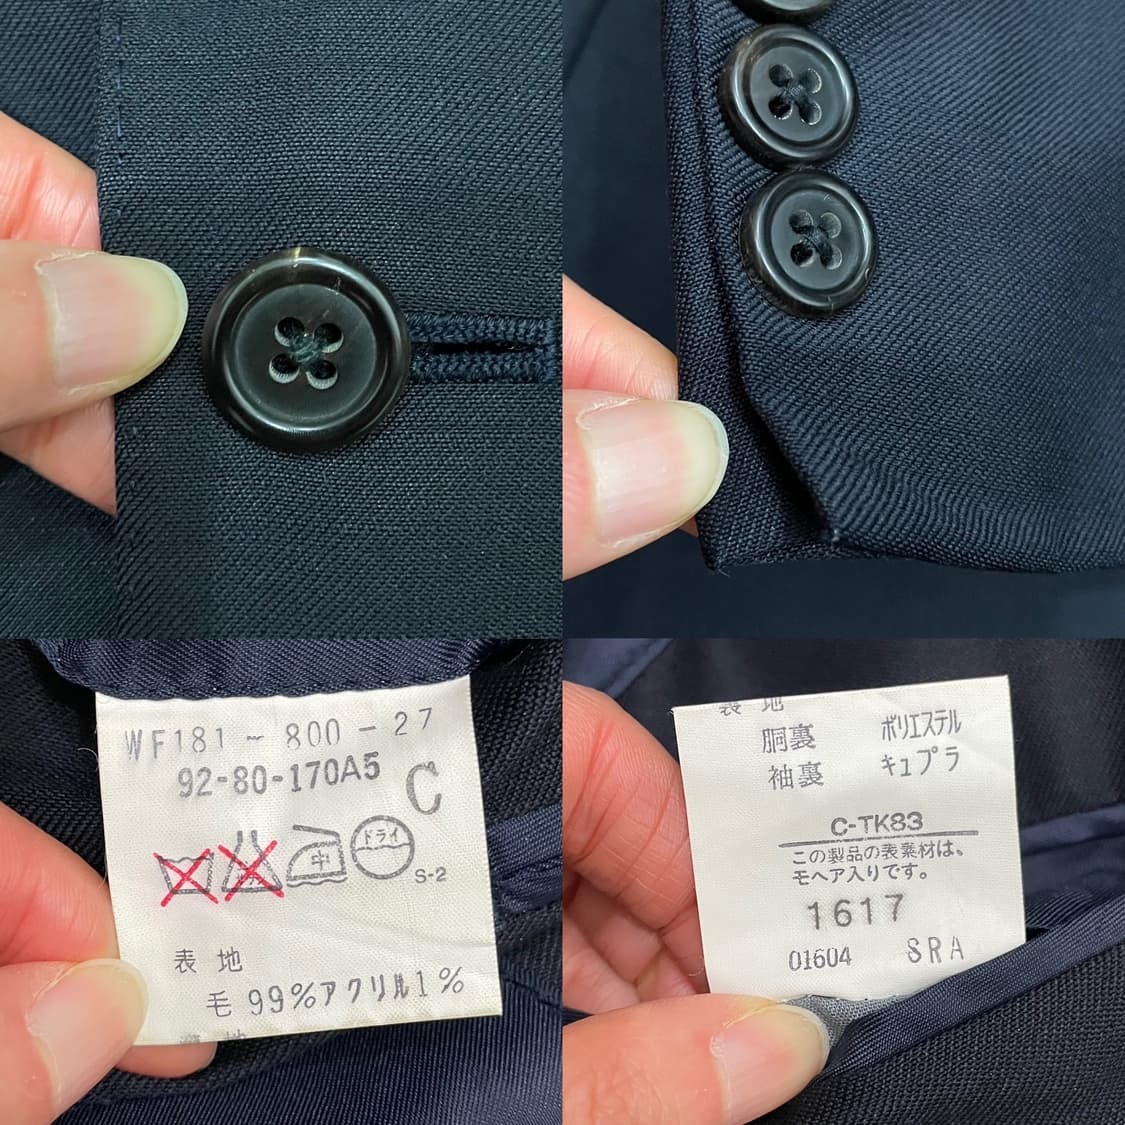 WF181-800-27
92-80-170A5
C
中
ドライ
S-2
表地
毛99%アクリル1%
表地
胴裏 ポリエステル
袖裏 キュプラ
C-TK83
この製品の表素材は、
モヘア入りです。
1617
01604 SRA